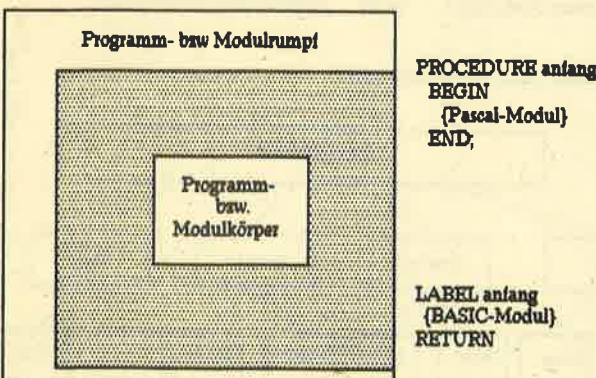 Programm- bzw Modulrumpf
PROCEDURE anfang
BEGIN
{Pascal-Modul}
END;
Programm-
bzw.
Modulkörper
LABEL anfang
{BASIC-Modul}
RETURN